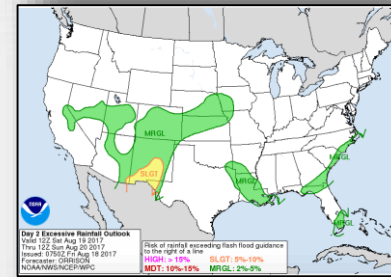 MRGL
SLGT
MRGL
MRGL
MRGL
NOAA
Day 2 Excessive Rainfall Outlook
Valid 12Z Sat Aug 19 2017
Thru 12Z Sun Aug 20 2017
Issued: 0750Z Fri Aug 18 2017
Forecaster: ORRISON
NOAA/NWS/NCEP/WPC
Risk of rainfall exceeding flash flood guidance
to the right of a line
HIGH: > 15% SLGT: 5%-10%
MDT: 10%-15% MRGL: 2%-5%